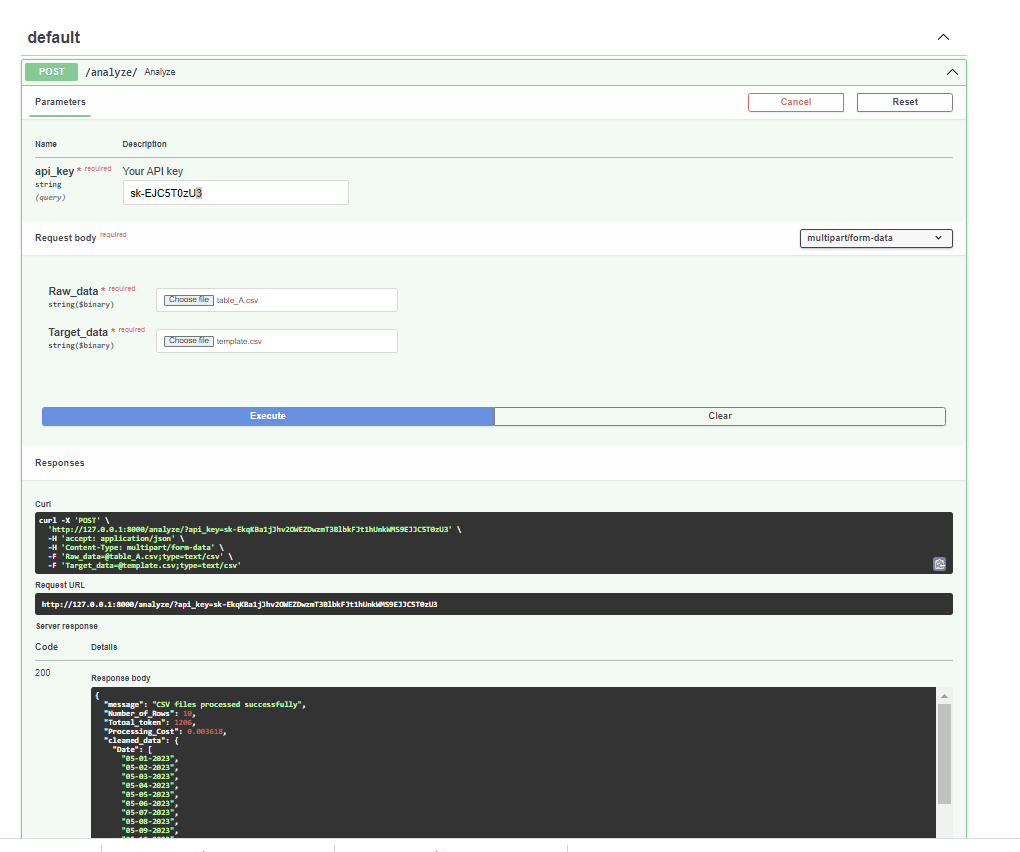 default
POST /analyze/ Analyze
Parameters
Cancel
Reset
Name Description
api_key * required Your API key
string
(query)
sk-EJC5T0zU3
Request body required
multipart/form-data
Raw_data * required
string($binary)
Choose file table_A.csv
Target_data * required
string($binary)
Choose file template.csv
Execute
Clear
Responses
Curl
curl -X 'POST' \
'http://127.0.0.1:8000/analyze/?api_key= \
-H 'accept: application/json' \
-H 'Content-Type: multipart/form-data' \
-F 'Raw_data=@table_A.csv;type=text/csv' \
-F 'Target_data=@template.csv;type=text/csv'
Request URL
http://127.0.0.1:8000/analyze/?api_key=
Server response
Code Details
200
Response body
{
"message": "CSV files processed successfully",
"Number_of_Rows": 10,
"Totoal_token": 1206,
"Processing_Cost": 0.003618,
"cleamed_data": {
"Date": [
"05-01-2023",
"05-02-2023",
"05-03-2023",
"05-04-2023",
"05-05-2023",
"05-06-2023",
"05-07-2023",
"05-08-2023",
"05-09-2023",